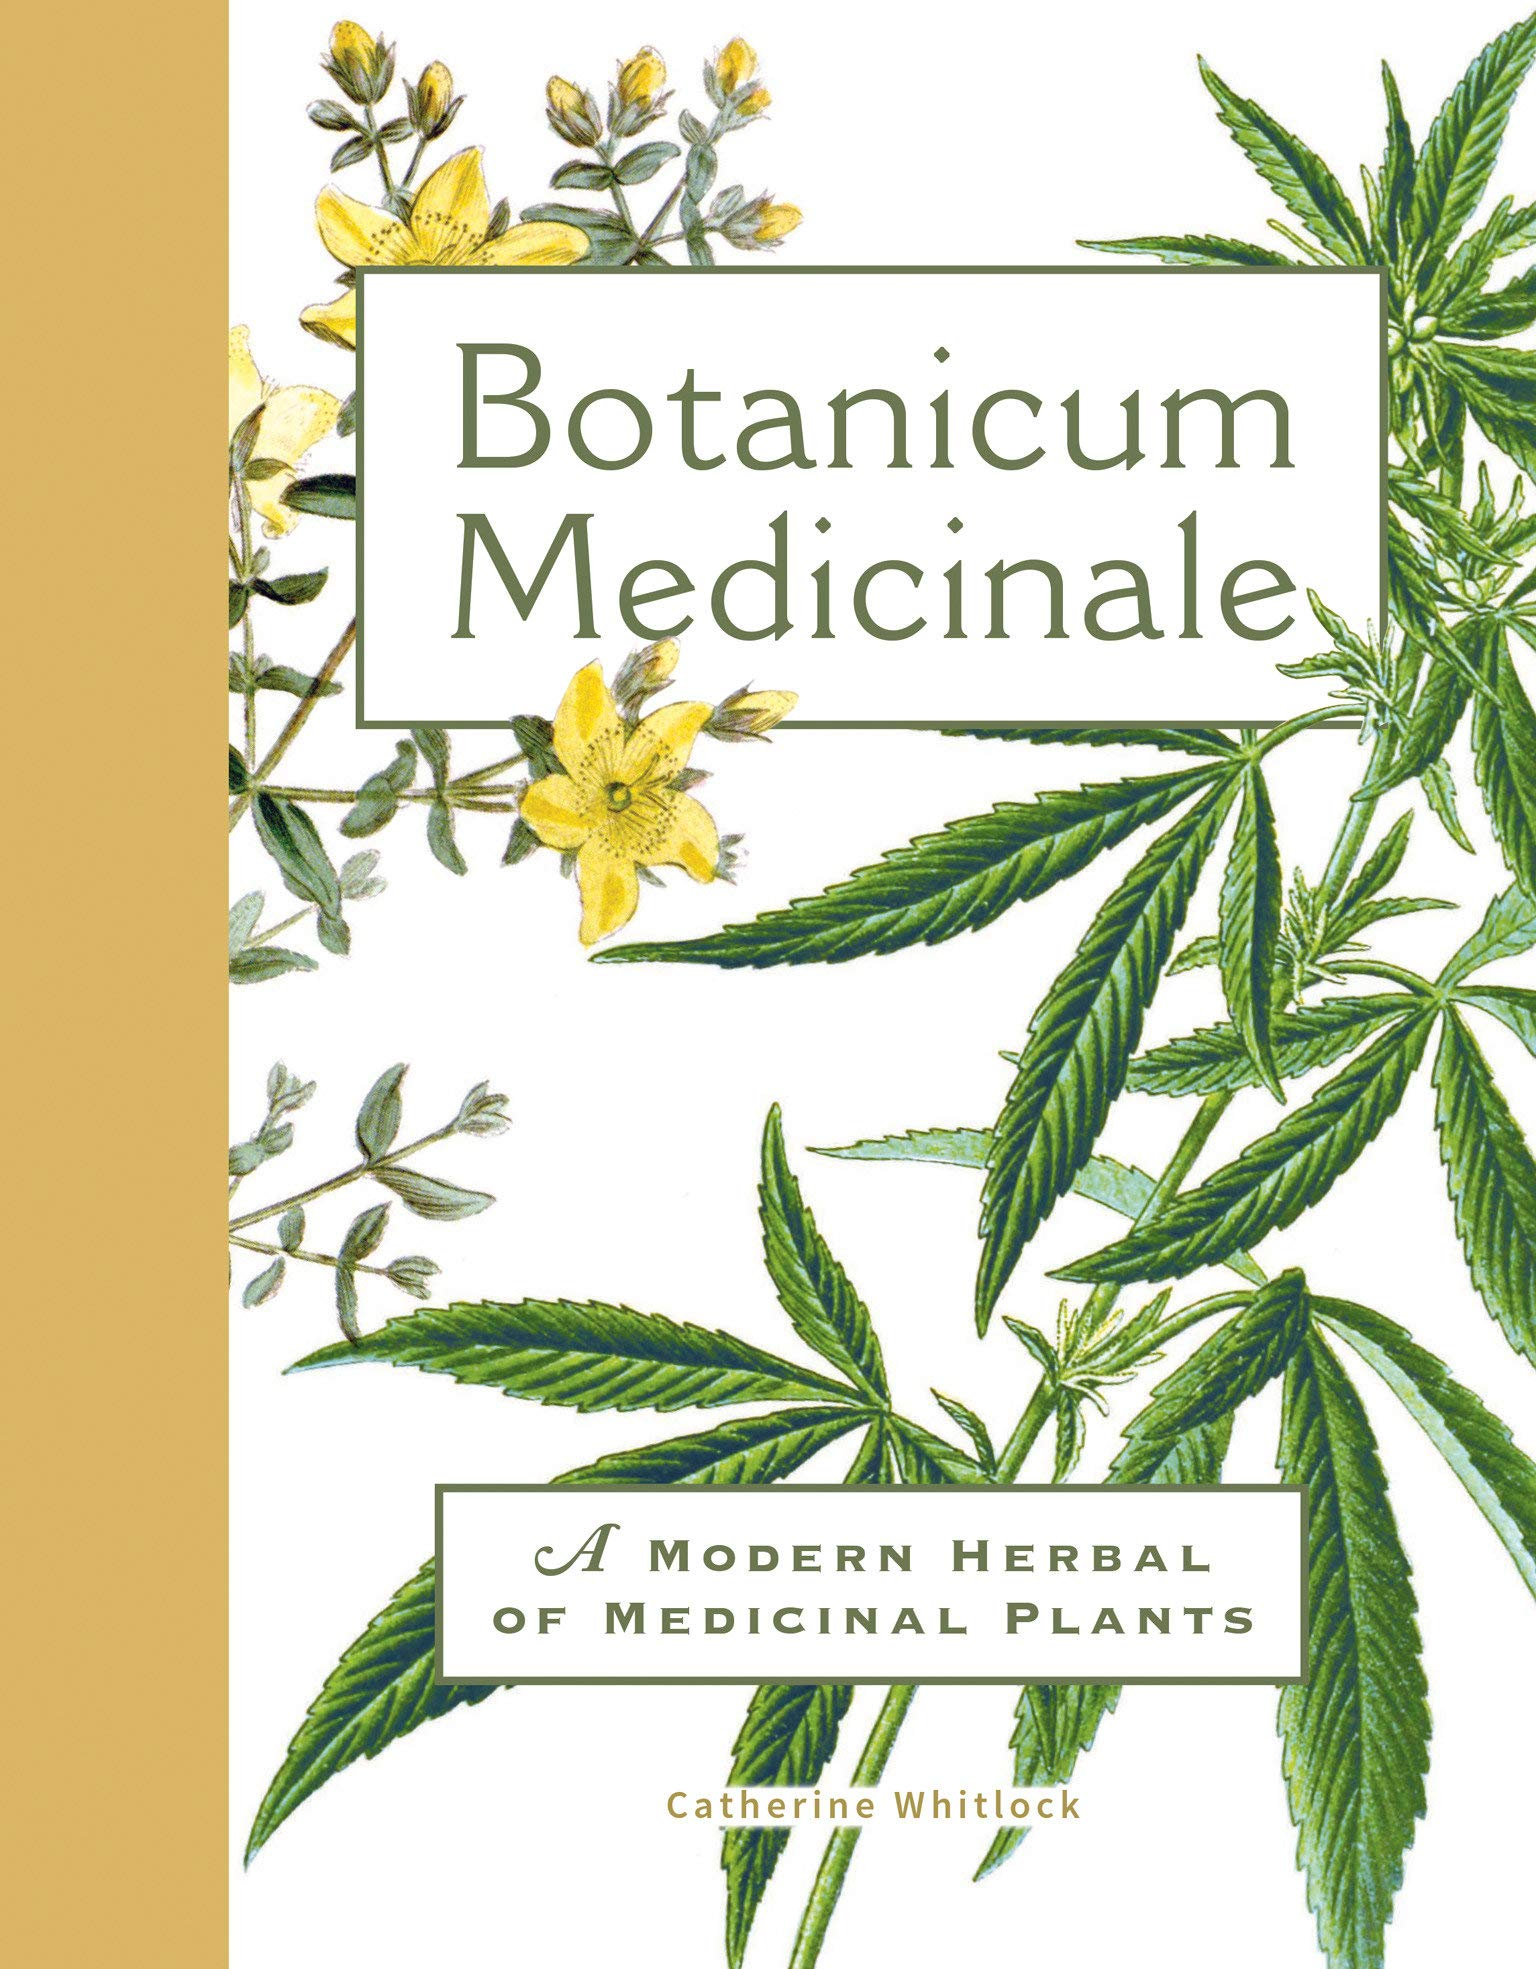 Botanicum
Medicinale
A Modern Herbal
of Medicinal Plants
Catherine Whitlock